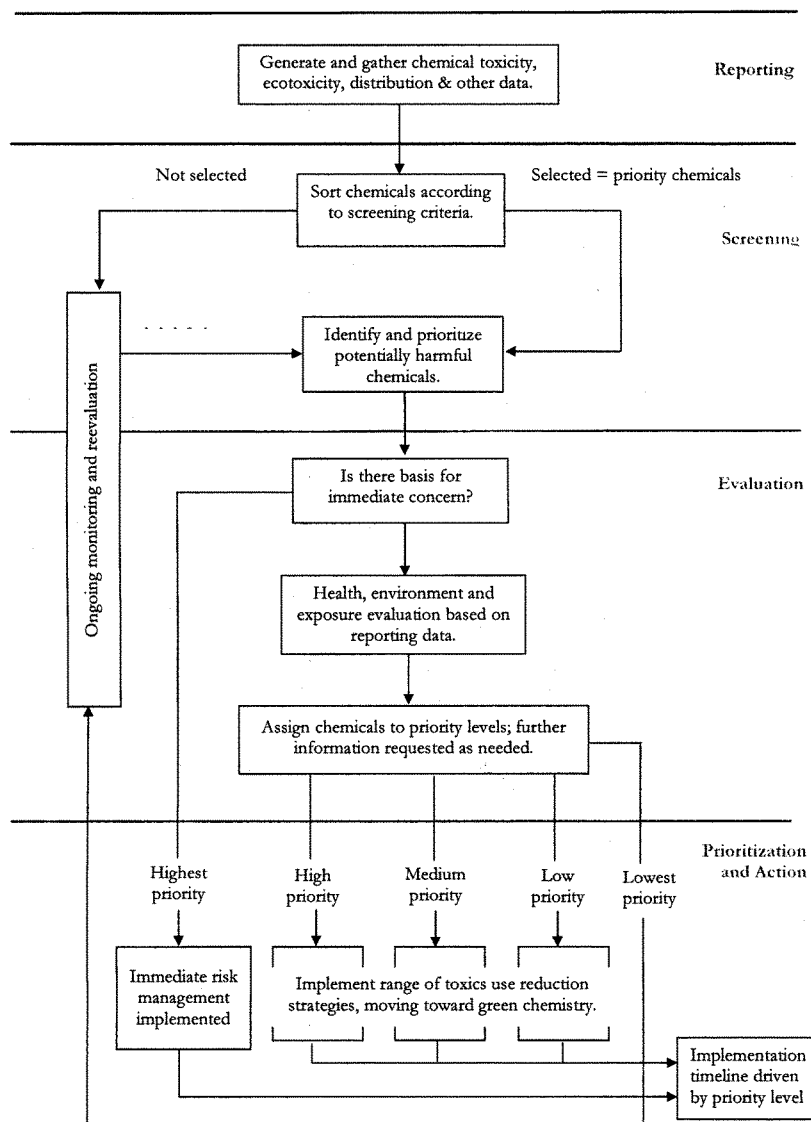 Generate and gather chemical toxicity,
ecotoxicity, distribution & other data.
Reporting
Not selected
Selected = priority chemicals
Sort chemicals according
to screening criteria.
Screening
Ongoing monitoring and reevaluation
Identify and prioritize
potentially harmful
chemicals.
Is there basis for
immediate concern?
Evaluation
Health, environment and
exposure evaluation based on
reporting data.
Assign chemicals to priority levels; further
information requested as needed.
Prioritization
and Action
Highest
priority
High
priority
Medium
priority
Low
priority
Lowest
priority
Immediate risk
management
implemented
Implement range of toxics use reduction
strategies, moving toward green chemistry.
Implementation
timeline driven
by priority level